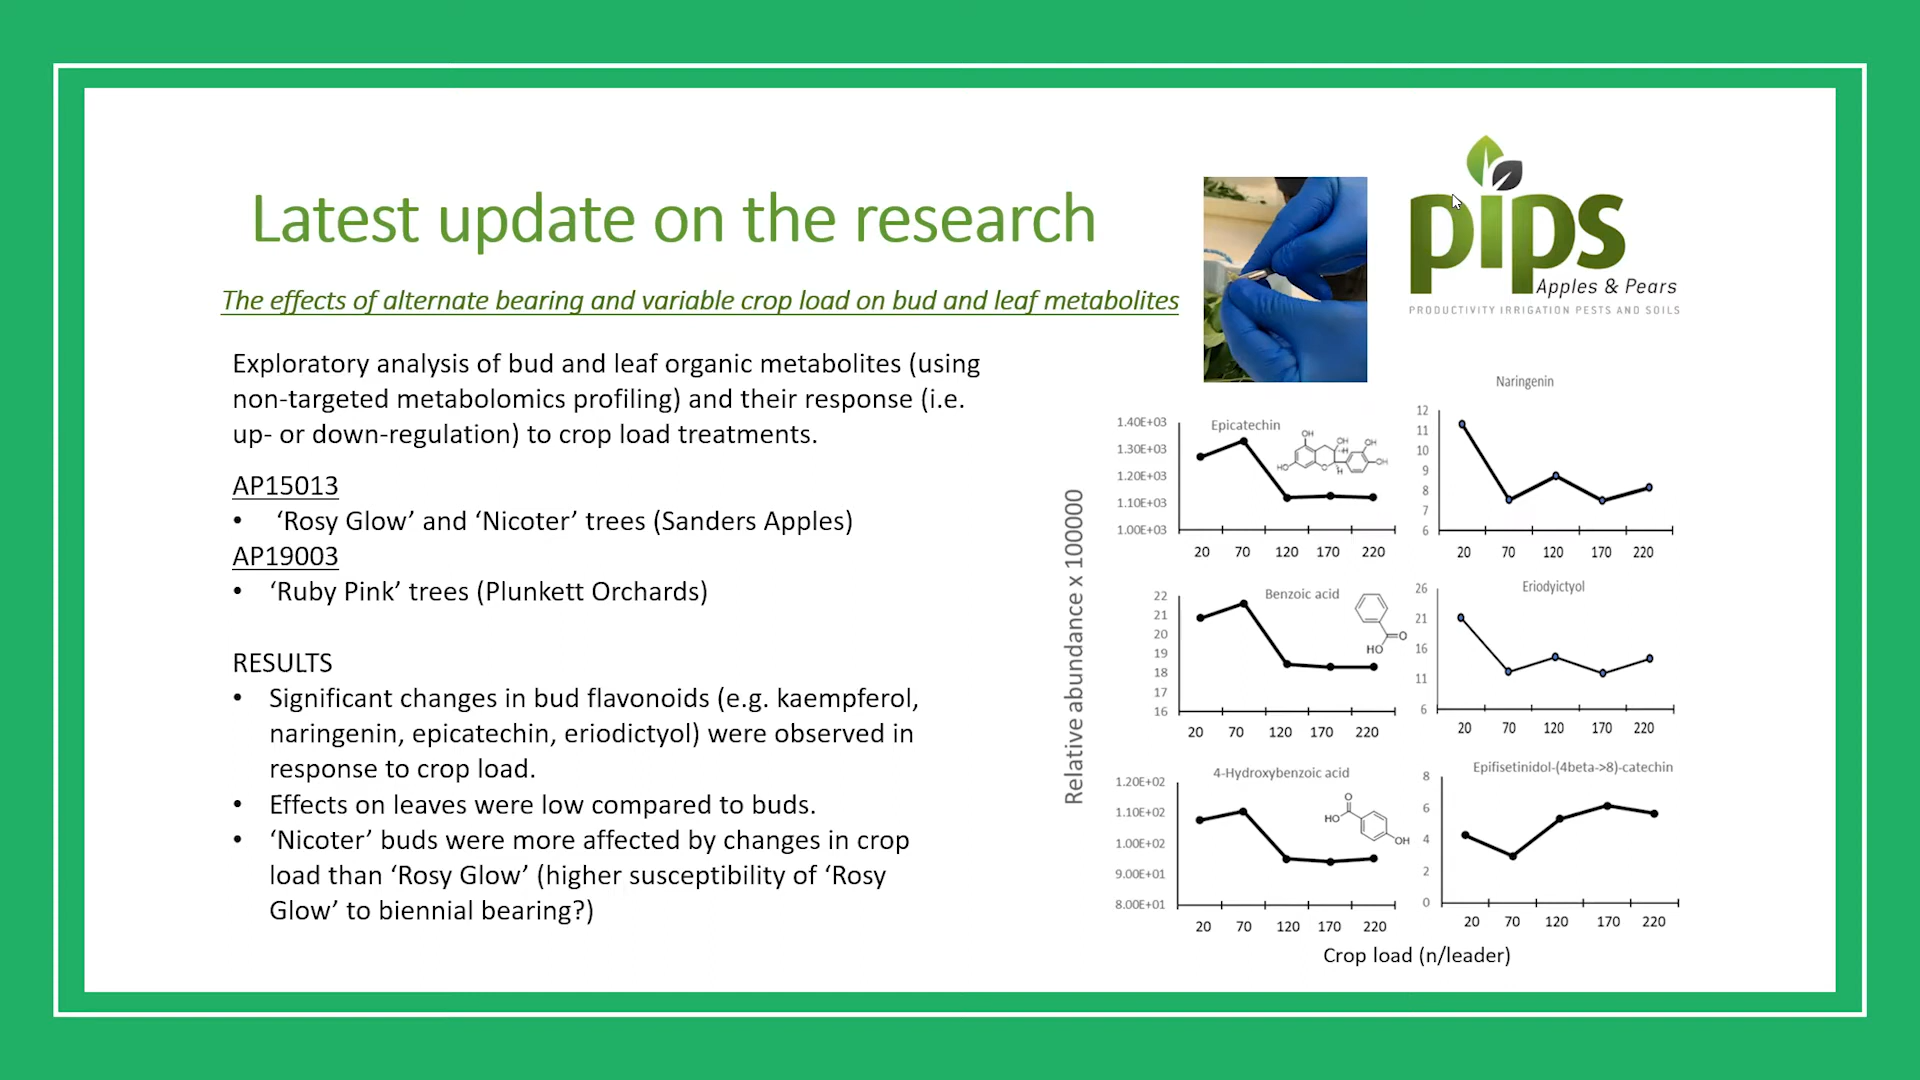 Latest update on the research
The effects of alternate bearing and variable crop load on bud and leaf metabolites
Exploratory analysis of bud and leaf organic metabolites (using
non-targeted metabolomics profiling) and their response (i.e.
up- or down-regulation) to crop load treatments.
AP15013
• ‘Rosy Glow’ and ‘Nicoter’ trees (Sanders Apples)
AP19003
• ‘Ruby Pink’ trees (Plunkett Orchards)
RESULTS
• Significant changes in bud flavonoids (e.g. kaempferol,
naringenin, epicatechin, eriodictyol) were observed in
response to crop load.
• Effects on leaves were low compared to buds.
• ‘Nicoter’ buds were more affected by changes in crop
load than ‘Rosy Glow’ (higher susceptibility of ‘Rosy
Glow’ to biennial bearing?)
pips
Apples & Pears
PRODUCTIVITY IRRIGATION PESTS AND SOILS
Relative abundance x 100000
Epicatechin
1.40E+03
1.30E+03
1.20E+03
1.10E+03
1.00E+03
20 70 120 170 220
OH
OH
OH
H
HO
O
H
OH
Naringenin
12
11
10
9
8
7
6
20 70 120 170 220
Benzoic acid
22
21
20
19
18
17
16
20 70 120 170 220
O
HO
Eriodyictyol
26
21
16
11
6
20 70 120 170 220
4-Hydroxybenzoic acid
1.20E+02
1.10E+02
1.00E+02
9.00E+01
8.00E+01
20 70 120 170 220
O
HO
OH
Epifisetinidol-(4beta->8)-catechin
8
6
4
2
0
20 70 120 170 220
Crop load (n/leader)